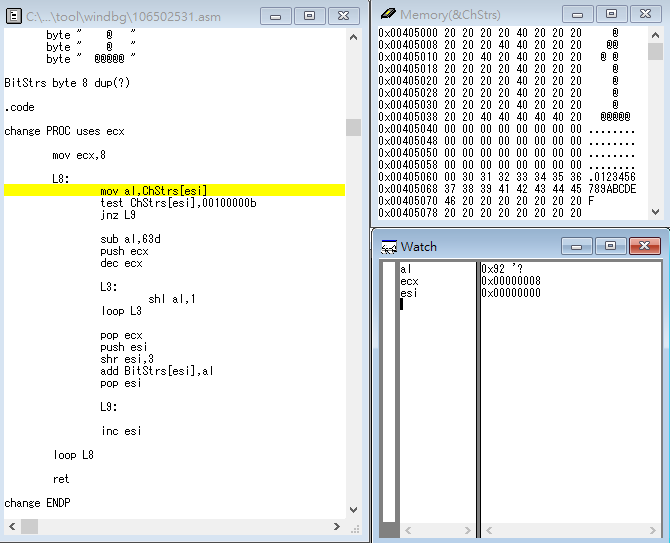 C:\...\tool\windbg\106502531.asm
byte "    @   "
byte "    @   "
byte "  @@@@@ "
BitStrs byte 8 dup(?)
.code
change PROC uses ecx
mov ecx,8
L8:
mov al,ChStrs[esi]
test ChStrs[esi],00100000b
jnz L9
sub al,63d
push ecx
dec ecx
L3:
shl al,1
loop L3
pop ecx
push esi
shr esi,3
add BitStrs[esi],al
pop esi
L9:
inc esi
loop L8
ret
change ENDP
Memory(&ChStrs)
0x00405000 20 20 20 20 40 20 20 20     @
0x00405008 20 20 20 40 40 20 20 20    @@
0x00405010 20 20 40 20 40 20 20 20   @ @
0x00405018 20 20 20 20 40 20 20 20     @
0x00405020 20 20 20 20 40 20 20 20     @
0x00405028 20 20 20 20 40 20 20 20     @
0x00405030 20 20 20 20 40 20 20 20     @
0x00405038 20 20 40 40 40 40 40 20   @@@@@
0x00405040 00 00 00 00 00 00 00 00 ........
0x00405048 00 00 00 00 00 00 00 00 ........
0x00405050 00 00 00 00 00 00 00 00 ........
0x00405058 00 00 00 00 00 00 00 00 ........
0x00405060 00 30 31 32 33 34 35 36 .0123456
0x00405068 37 38 39 41 42 43 44 45 789ABCDE
0x00405070 46 20 20 20 20 20 20 20 F
0x00405078 20 20 20 20 20 20 20 20
Watch
al 0x92 '?
ecx 0x00000008
esi 0x00000000